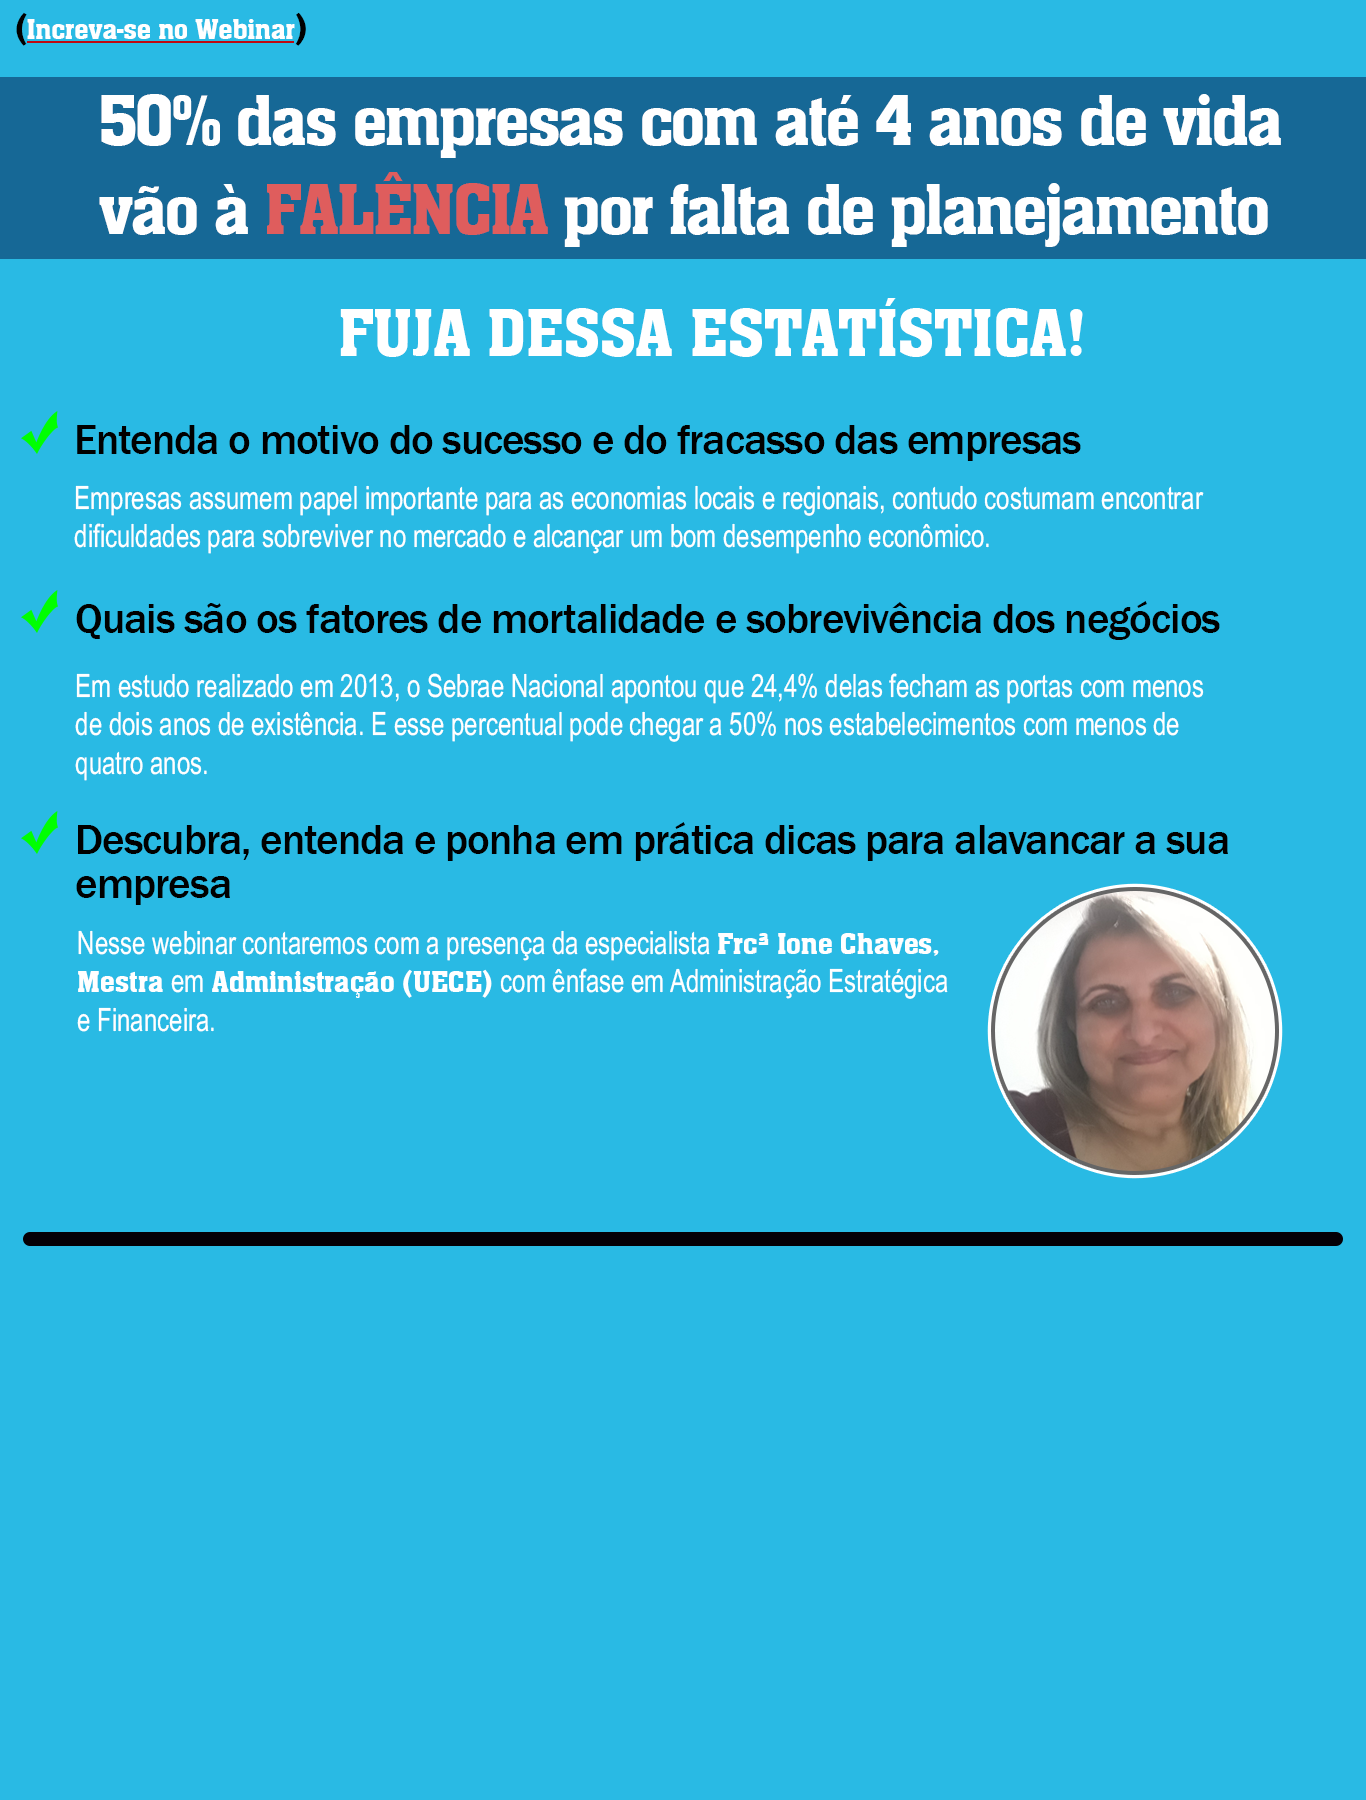 (Increva-se no Webinar)
50% das empresas com até 4 anos de vida
vão à FALÊNCIA por falta de planejamento
FUJA DESSA ESTATÍSTICA!
Entenda o motivo do sucesso e do fracasso das empresas
Empresas assumem papel importante para as economias locais e regionais, contudo costumam encontrar
dificuldades para sobreviver no mercado e alcançar um bom desempenho econômico.
Quais são os fatores de mortalidade e sobrevivência dos negócios
Em estudo realizado em 2013, o Sebrae Nacional apontou que 24,4% delas fecham as portas com menos
de dois anos de existência. E esse percentual pode chegar a 50% nos estabelecimentos com menos de
quatro anos.
Descubra, entenda e ponha em prática dicas para alavancar a sua
empresa
Nesse webinar contaremos com a presença da especialista Frcª Ione Chaves,
Mestra em Administração (UECE) com ênfase em Administração Estratégica
e Financeira.